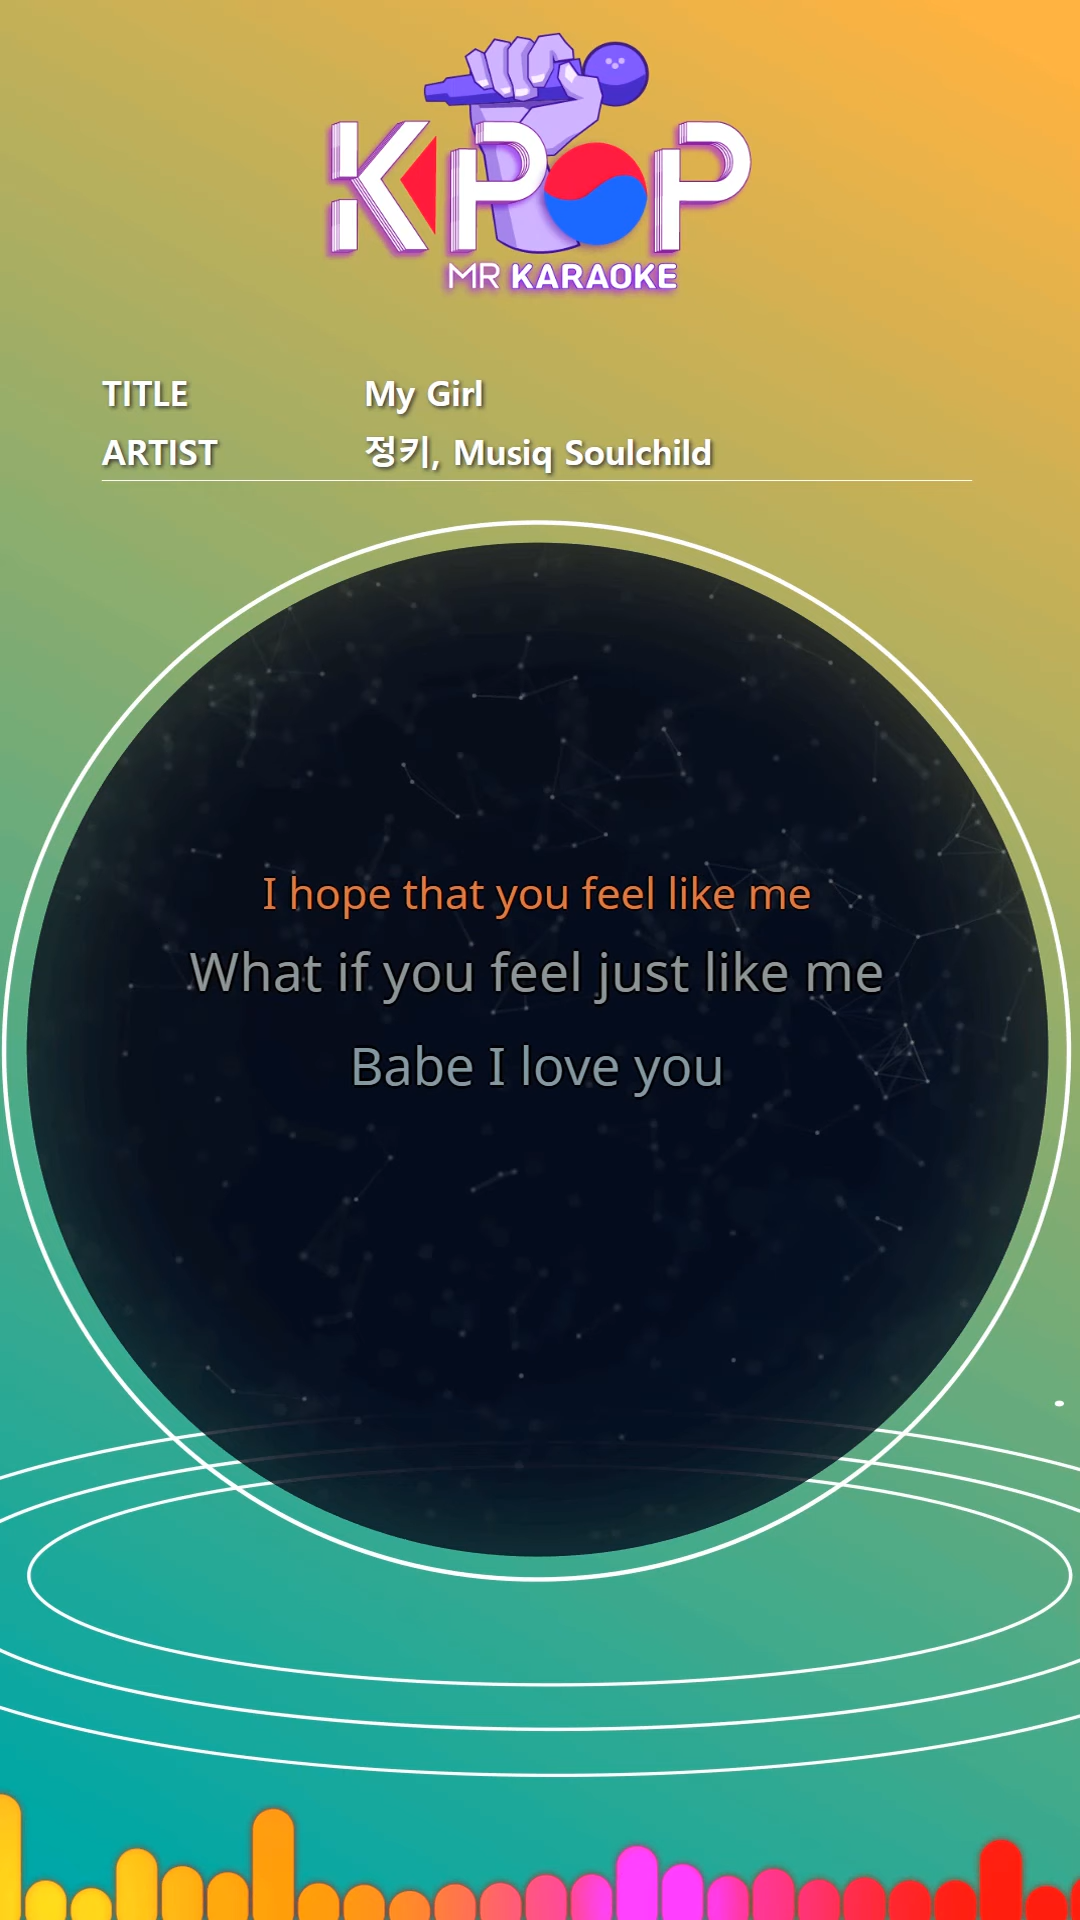 KPOP
MR KARAOKE
TITLE My Girl
ARTIST 정키, Musiq Soulchild
I hope that you feel like me
What if you feel just like me
Babe I love you